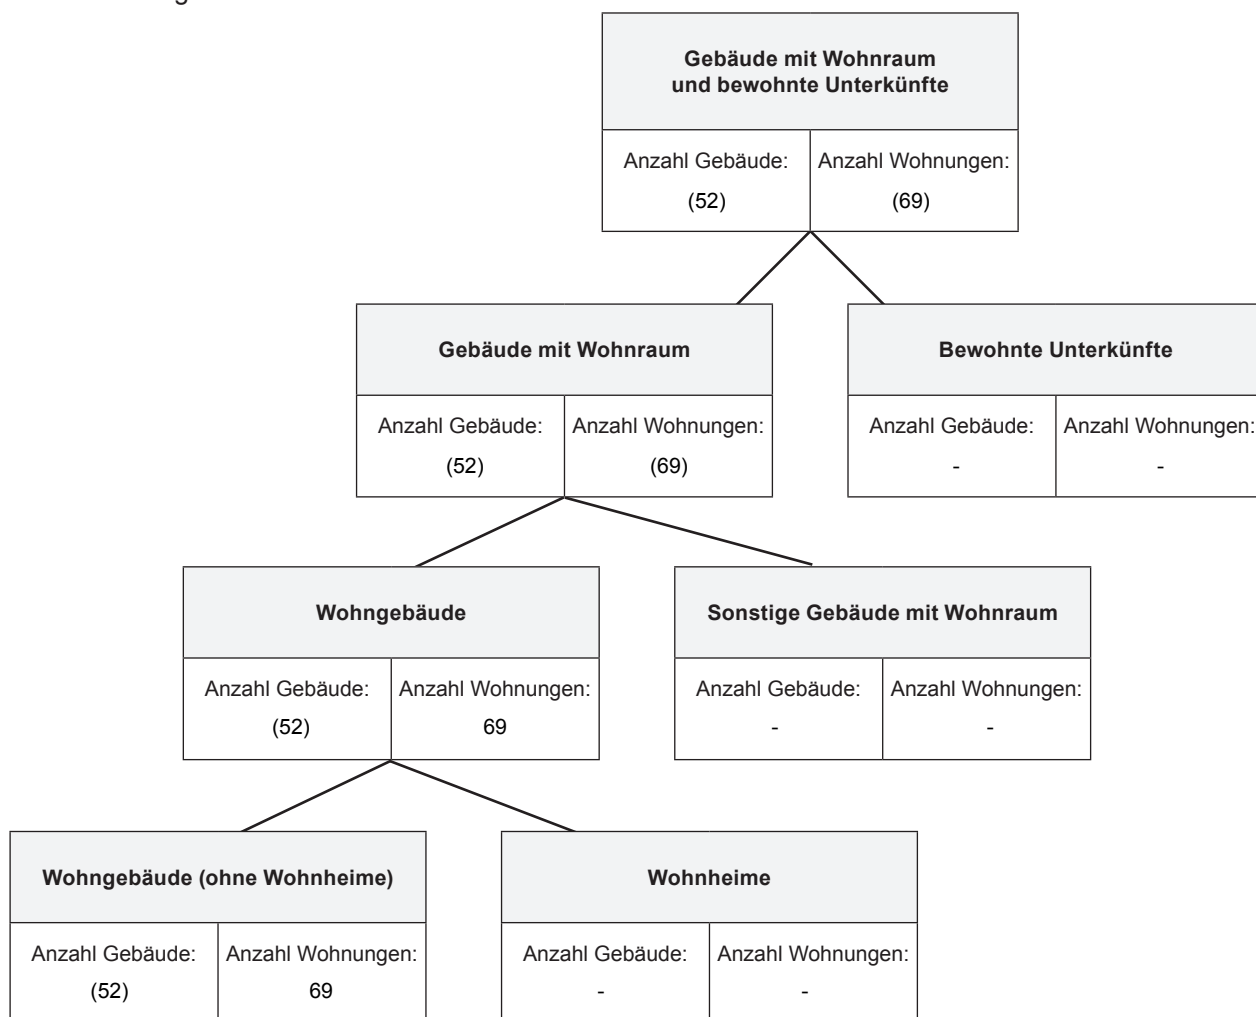 Gebäude mit Wohnraum
und bewohnte Unterkünfte
Anzahl Gebäude: Anzahl Wohnungen:
(52) (69)
Gebäude mit Wohnraum
Anzahl Gebäude: Anzahl Wohnungen:
(52) (69)
Bewohnte Unterkünfte
Anzahl Gebäude: Anzahl Wohnungen:
- -
Wohngebäude
Anzahl Gebäude: Anzahl Wohnungen:
(52) 69
Sonstige Gebäude mit Wohnraum
Anzahl Gebäude: Anzahl Wohnungen:
- -
Wohngebäude (ohne Wohnheime)
Anzahl Gebäude: Anzahl Wohnungen:
(52) 69
Wohnheime
Anzahl Gebäude: Anzahl Wohnungen:
- -